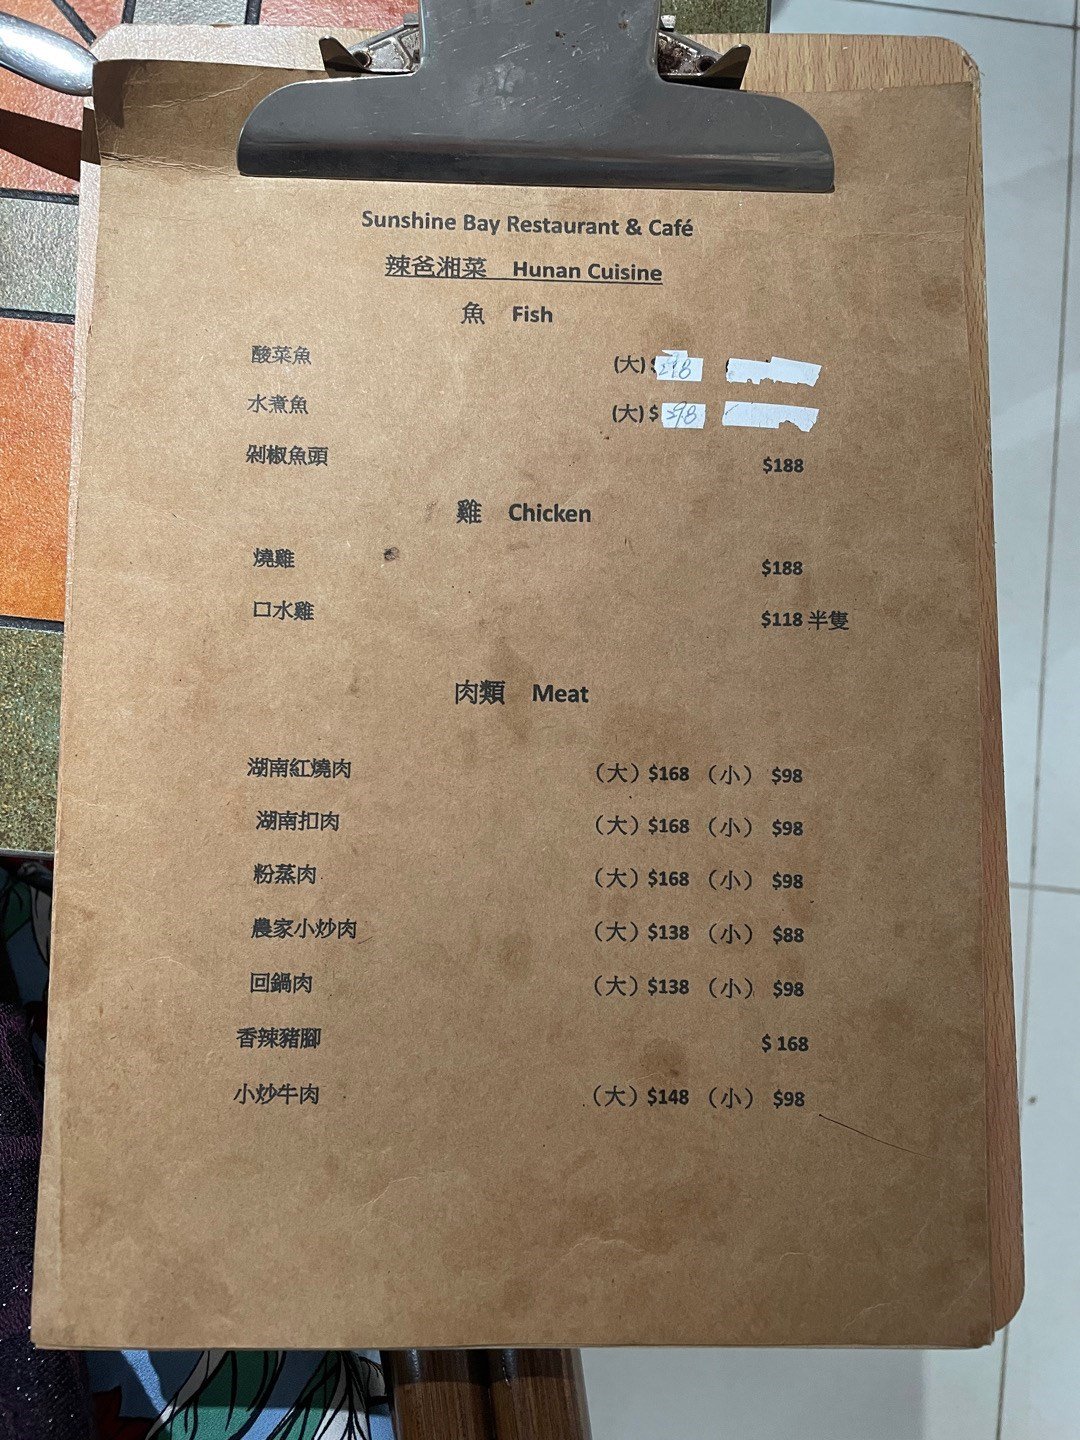 Sunshine Bay Restaurant & Café
辣爸湘菜 Hunan Cuisine
魚 Fish
酸菜魚 (大) 298
水煮魚 (大) $ 298
剁椒魚頭 $188
雞 Chicken
燒雞 $188
口水雞 $118 半隻
肉類 Meat
湖南紅燒肉 （大）$168 （小） $98
湖南扣肉 （大）$168 （小） $98
粉蒸肉 （大）$168 （小） $98
農家小炒肉 （大）$138 （小） $88
回鍋肉 （大）$138 （小） $98
香辣豬腳 $ 168
小炒牛肉 （大）$148 （小） $98